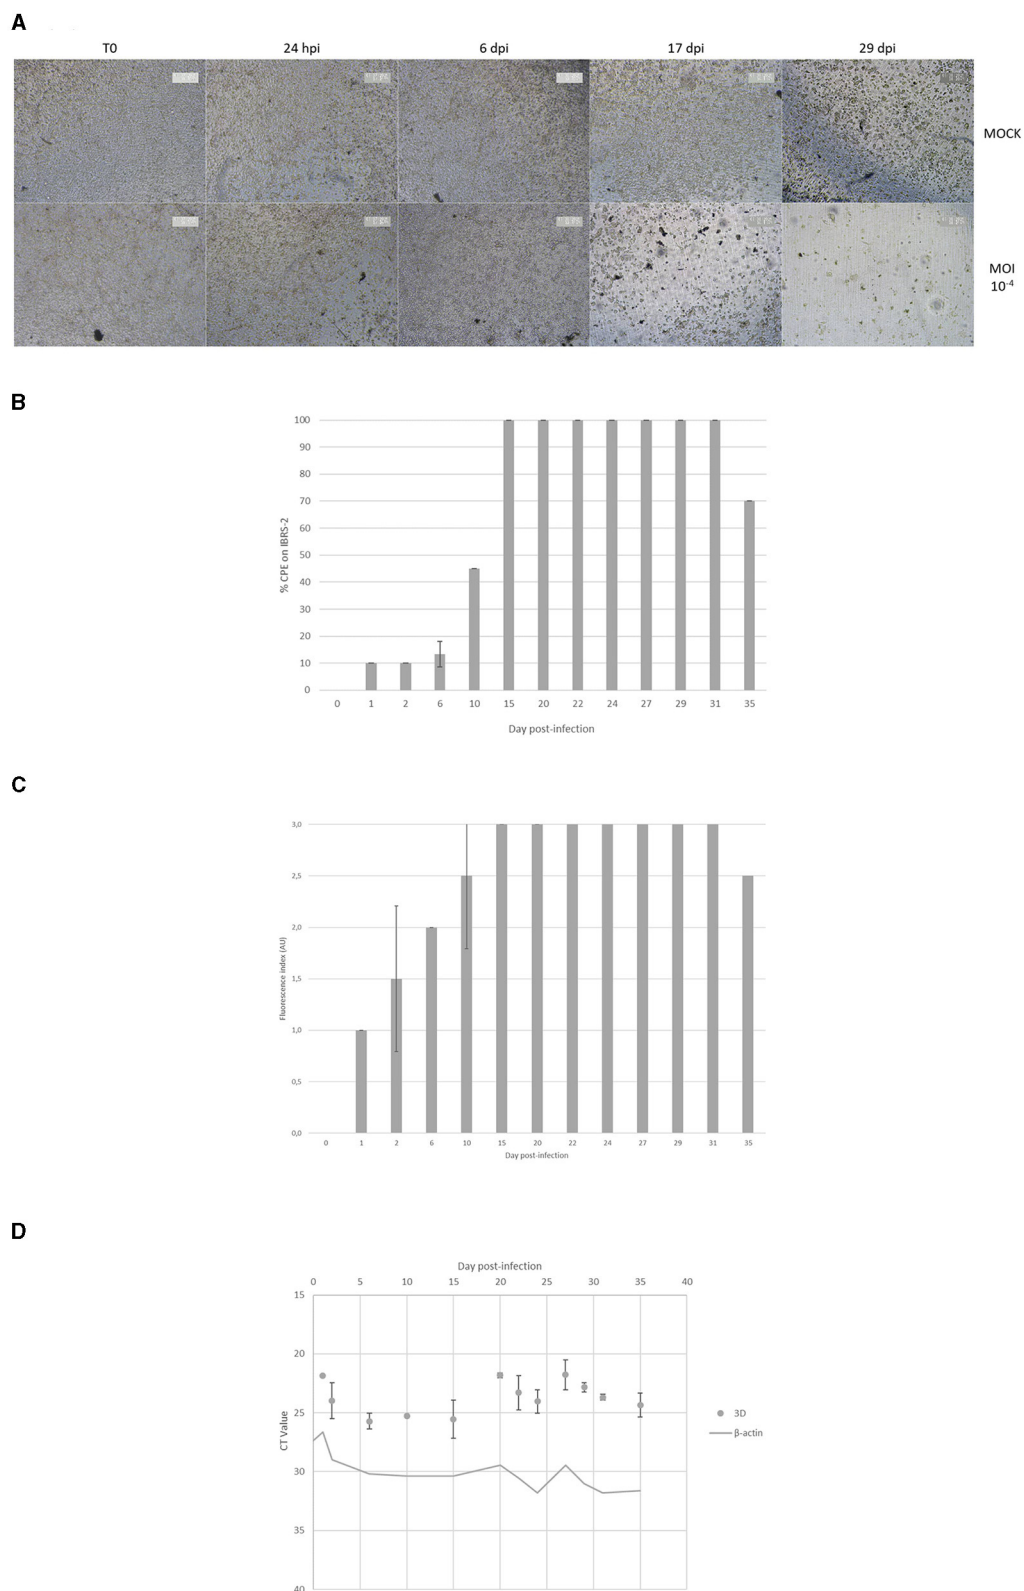 A
T0 24 hpi 6 dpi 17 dpi 29 dpi
MOCK
MOI
10⁻⁴
B
100
90
80
70
60
50
40
30
20
10
0
% CPE on IBRS-2
0 1 2 6 10 15 20 22 24 27 29 31 35
Day post-infection
C
3,0
2,5
2,0
1,5
1,0
0,5
0,0
Fluorescence index (AU)
0 1 2 6 10 15 20 22 24 27 29 31 35
Day post-infection
D
Day post-infection
0 5 10 15 20 25 30 35 40
15
20
25
30
35
40
CT Value
3D
β-actin